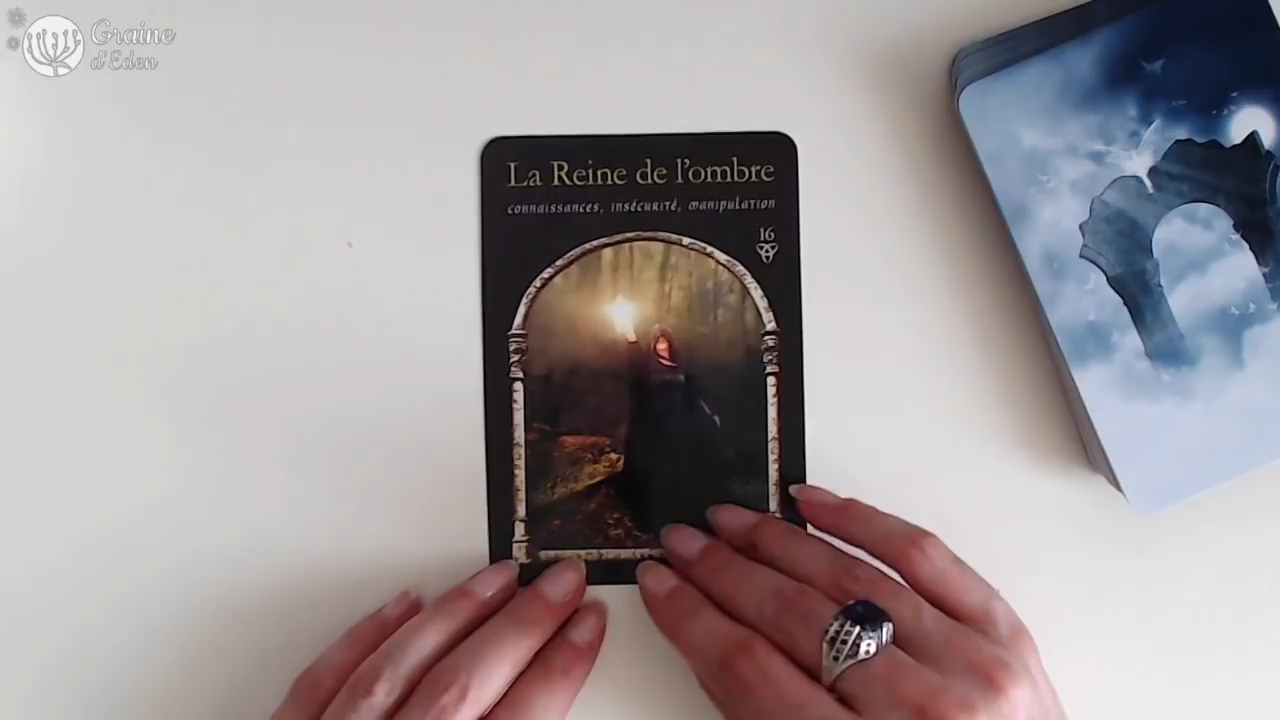 Graine
d'Eden
La Reine de l'ombre
connaissances, insécurité, manipulation
16